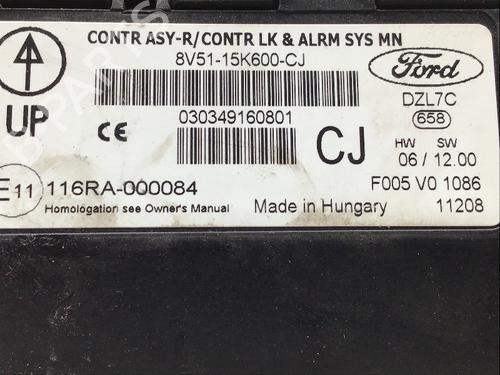 CONTR ASY-R/CONTR LK & ALRM SYS MN
8V51-15K600-CJ
Ford
UP
DZL7C
658
030349160801
CE
CJ
HW SW
06 / 12.00
E11 116RA-000084
F005 V0 1086
Homologation see Owner's Manual
Made in Hungary
11208